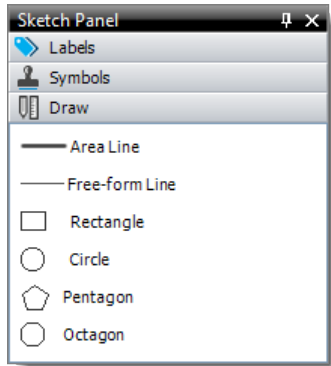 Sketch Panel
Labels
Symbols
Draw
Area Line
Free-form Line
Rectangle
Circle
Pentagon
Octagon